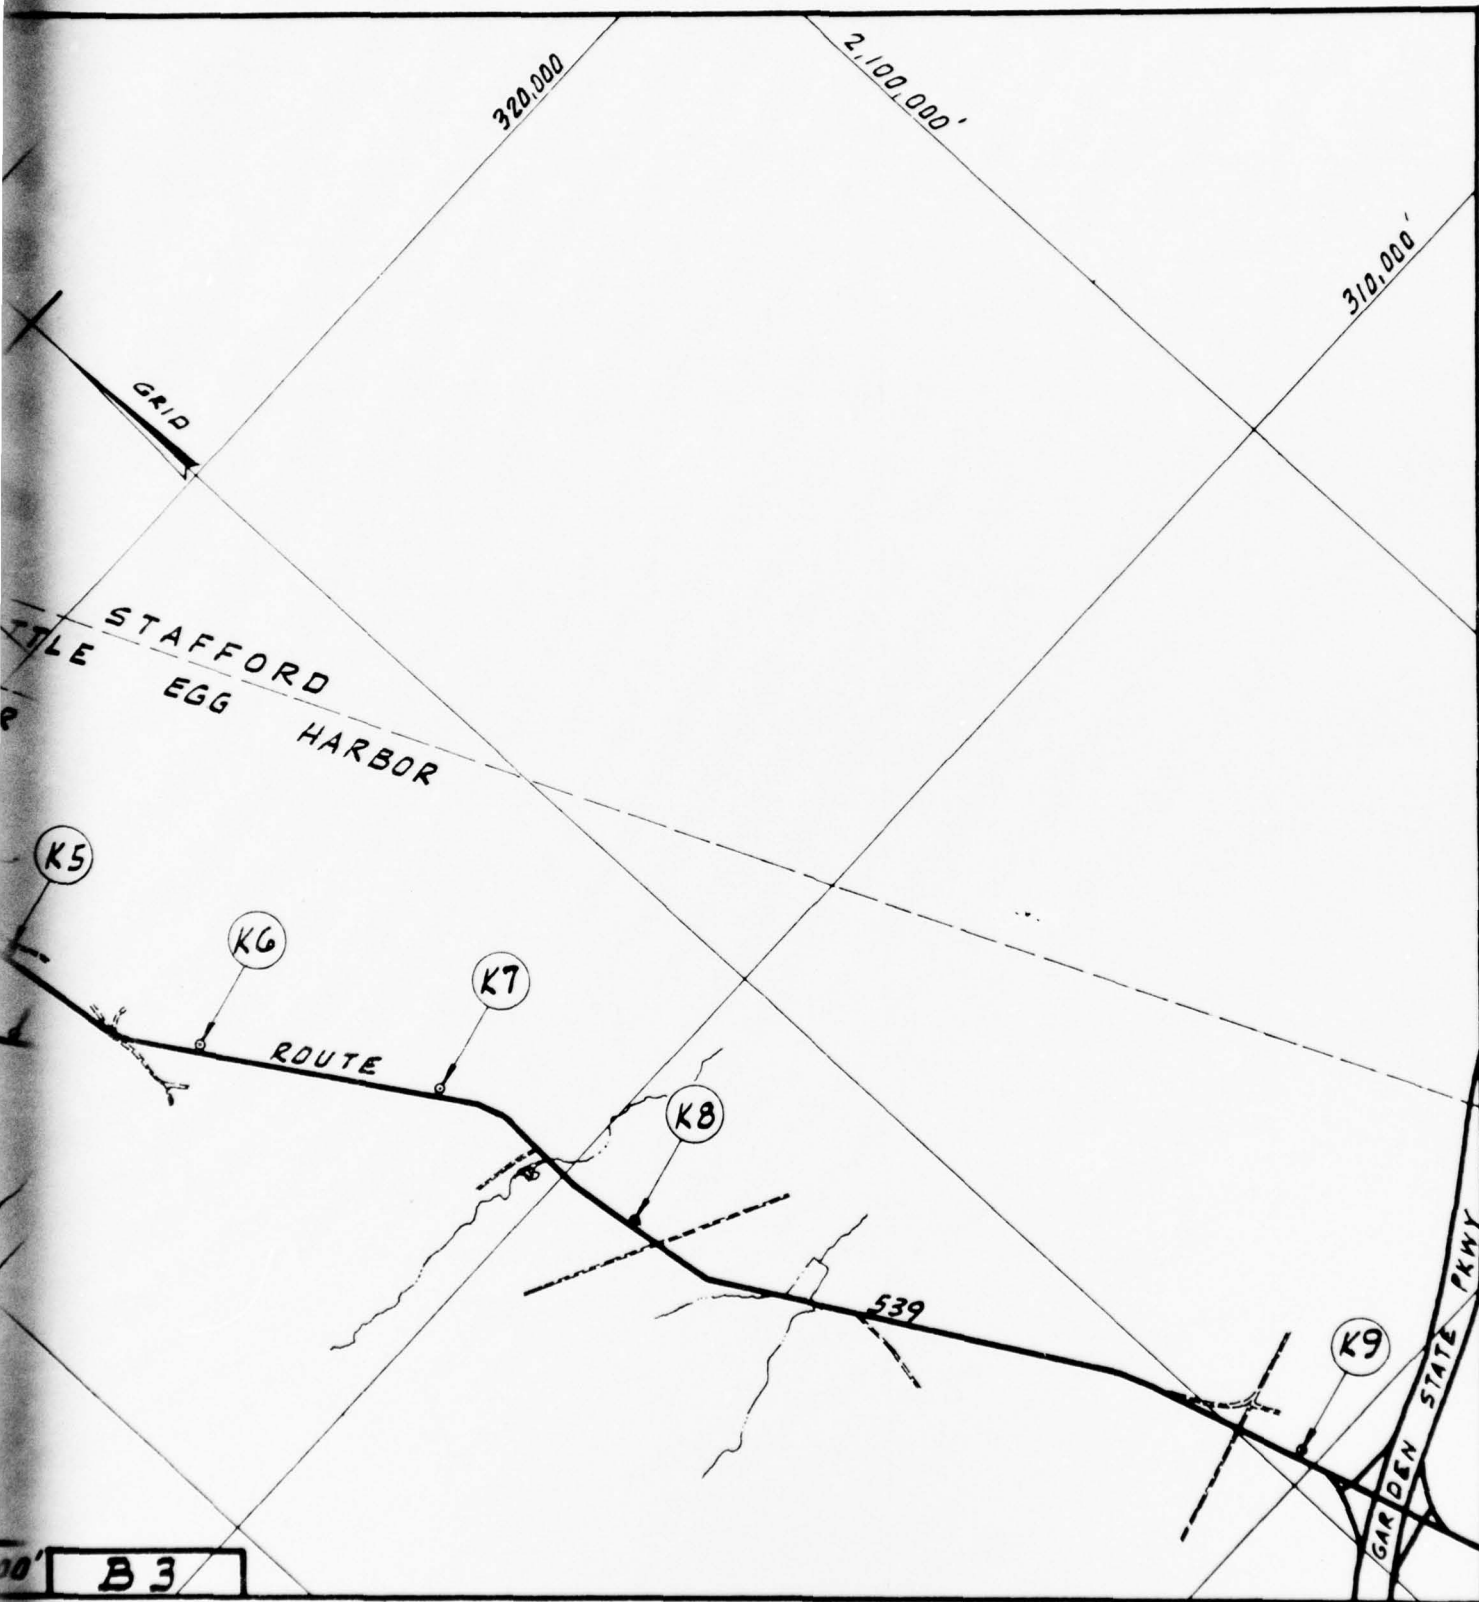 320,000
2,100,000'
310,000'
GRID
STAFFORD
TTLE EGG HARBOR
R
K5
K6
K7
ROUTE
K8
539
K9
GARDEN STATE PKWY
00'
B3